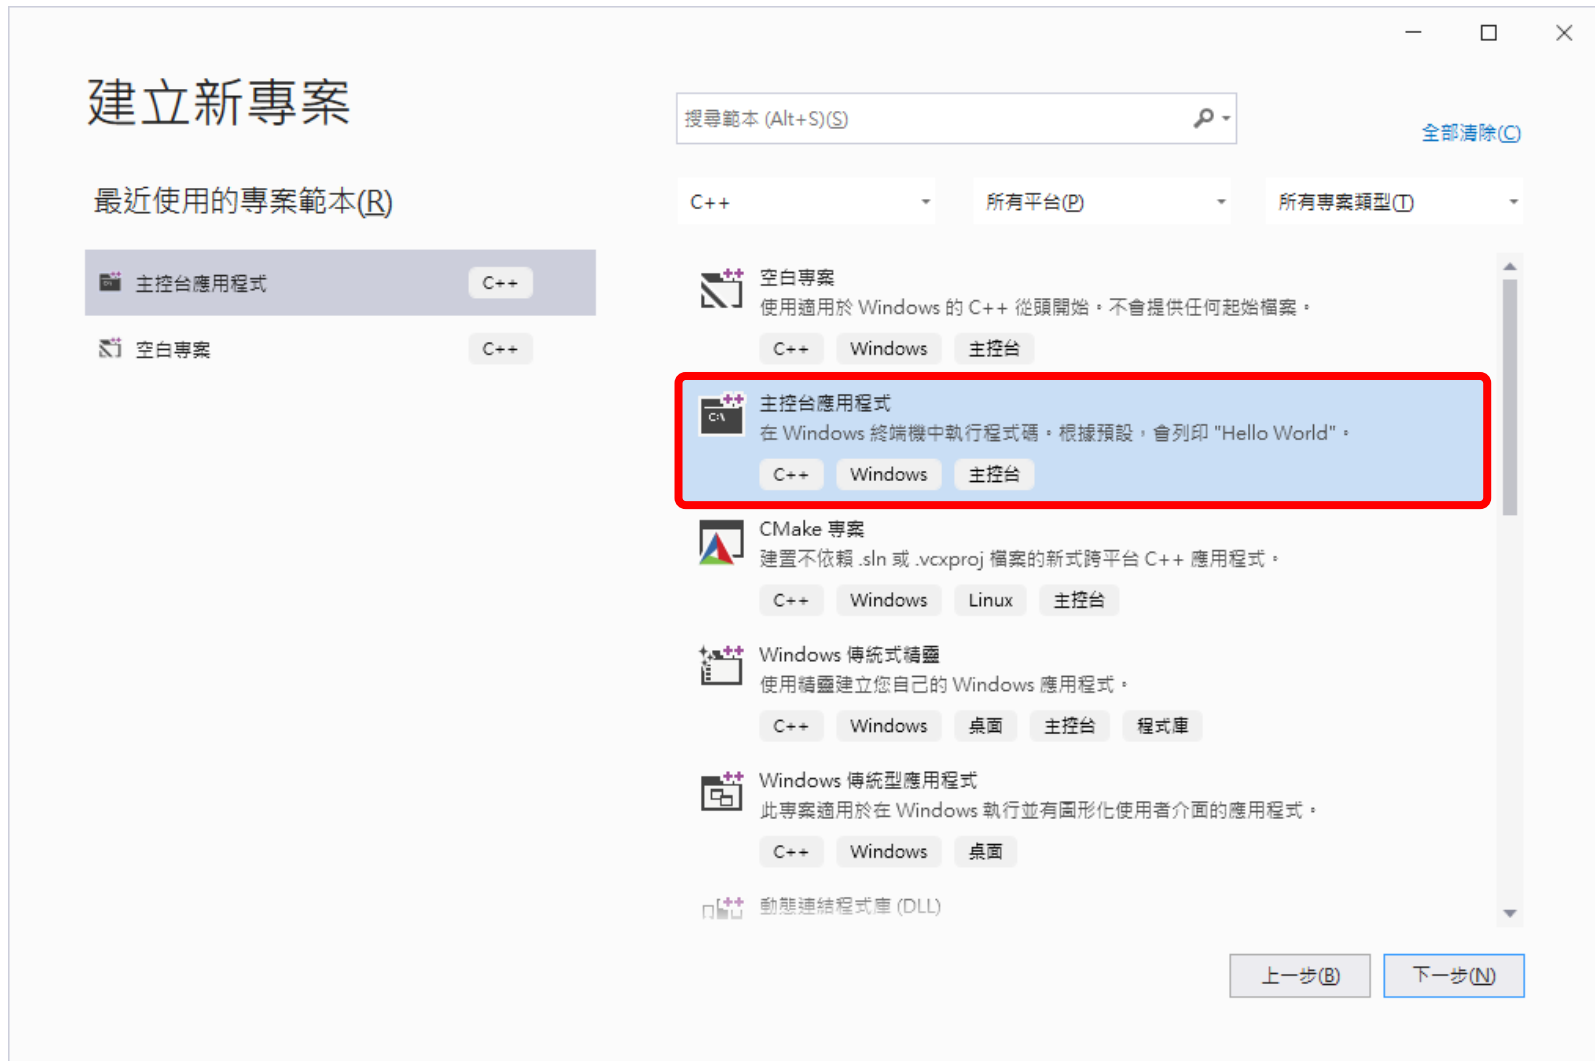 建立新專案
搜尋範本 (Alt+S)(S)
全部清除(C)
最近使用的專案範本(R)
C++
所有平台(P)
所有專案類型(T)
主控台應用程式
C++
空白專案
C++
空白專案
使用適用於 Windows 的 C++ 從頭開始。不會提供任何起始檔案。
C++ Windows 主控台
主控台應用程式
在 Windows 終端機中執行程式碼。根據預設，會列印 "Hello World"。
C++ Windows 主控台
CMake 專案
建置不依賴 .sln 或 .vcxproj 檔案的新式跨平台 C++ 應用程式。
C++ Windows Linux 主控台
Windows 傳統式精靈
使用精靈建立您自己的 Windows 應用程式。
C++ Windows 桌面 主控台 程式庫
Windows 傳統型應用程式
此專案適用於在 Windows 執行並有圖形化使用者介面的應用程式。
C++ Windows 桌面
動態連結程式庫 (DLL)
上一步(B)
下一步(N)